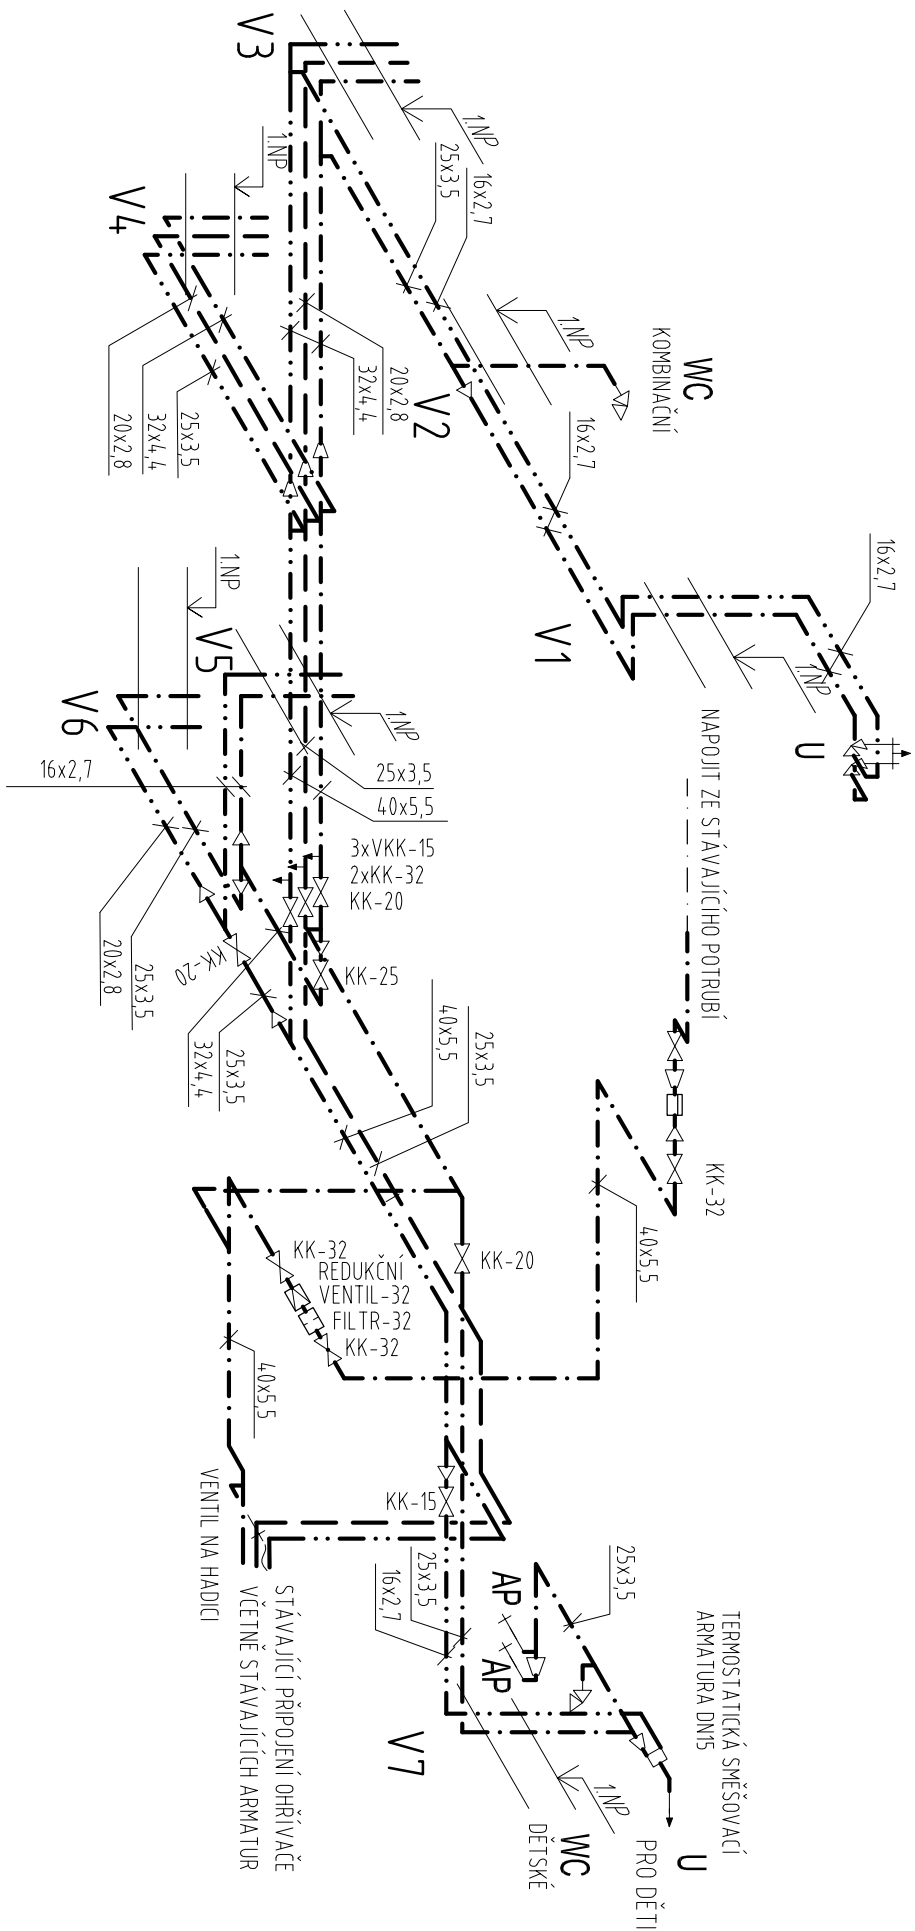 V3
1.NP
1.NP
V4
25x3,5
16x2,7
20x2,8
32x4,4
25x3,5
20x2,8
32x4,4
V2
1.NP
WC
KOMBINAČNÍ
16x2,7
16x2,7
V1
1.NP
U
1.NP
V5
V6
1.NP
16x2,7
25x3,5
40x5,5
3xVKK-15
2xKK-32
KK-20
KK-25
KK-20
20x2,8
25x3,5
32x4,4
25x3,5
40x5,5
25x3,5
NAPOJIT ZE STÁVAJÍCÍHO POTRUBÍ
KK-32
40x5,5
KK-20
KK-32
REDUKČNÍ
VENTIL-32
FILTR-32
KK-32
40x5,5
KK-15
VENTIL NA HADICI
STÁVAJÍCÍ PŘIPOJENÍ OHŘÍVAČE
VČETNĚ STÁVAJÍCÍCH ARMATUR
25x3,5
16x2,7
AP
AP
25x3,5
TERMOSTATICKÁ SMĚŠOVACÍ
ARMATURA DN15
V7
1.NP
WC
DĚTSKÉ
U
PRO DĚTI